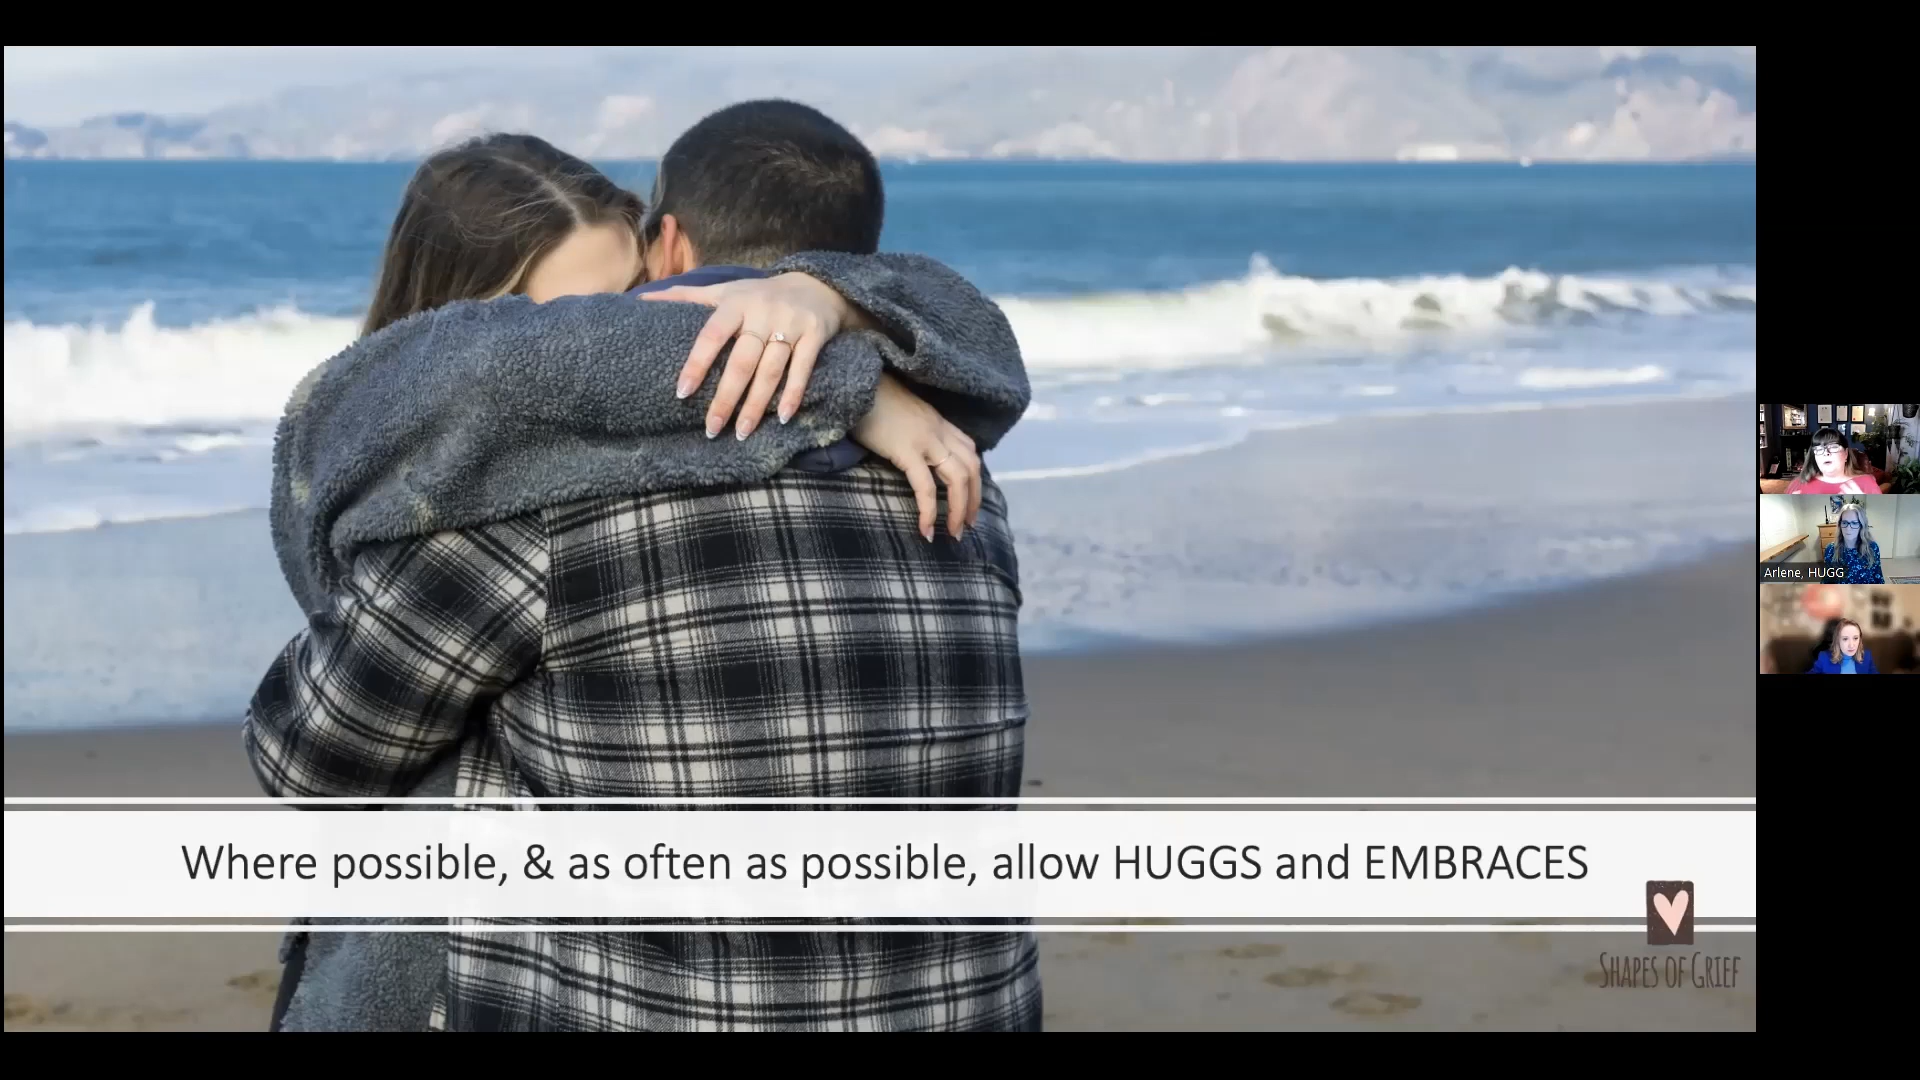 Where possible, & as often as possible, allow HUGGS and EMBRACES
SHAPES OF GRIEF
Arlene, HUGG